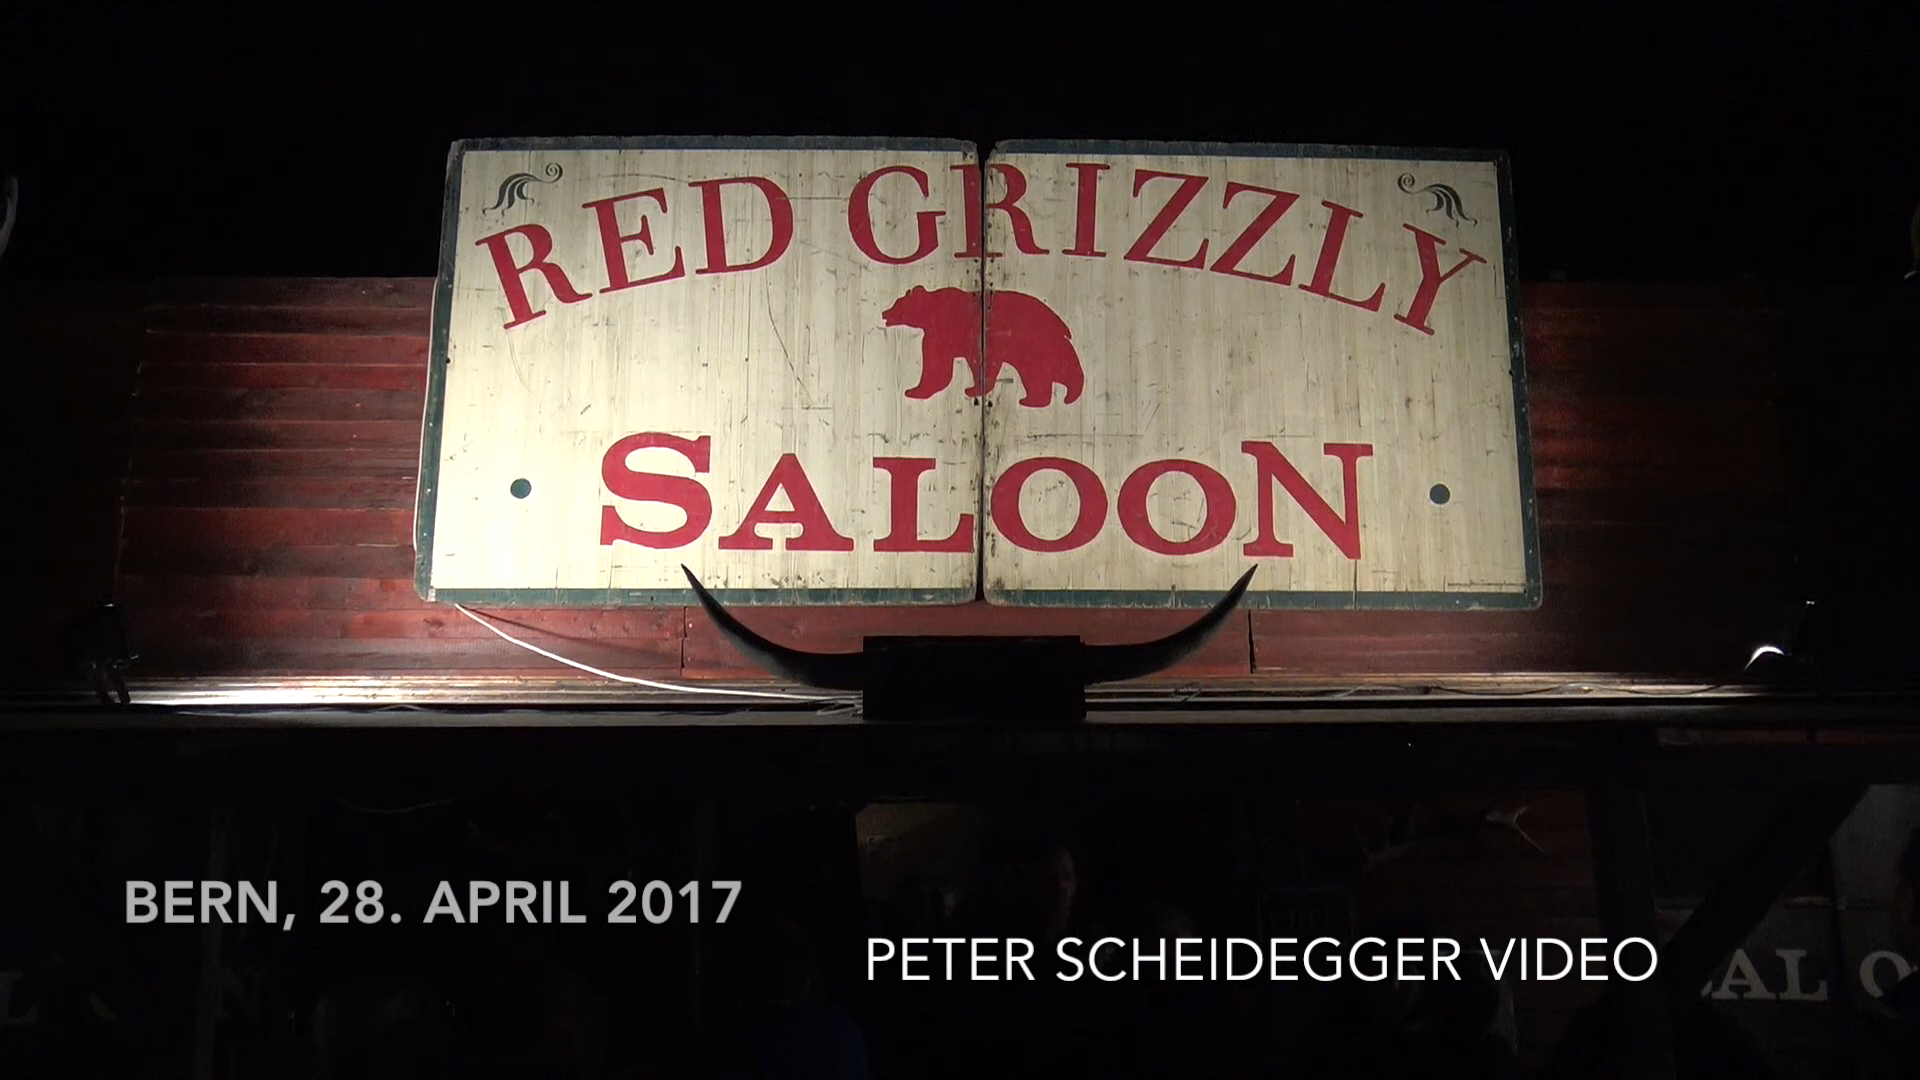 RED GRIZZLY
SALOON
BERN, 28. APRIL 2017
PETER SCHEIDEGGER VIDEO